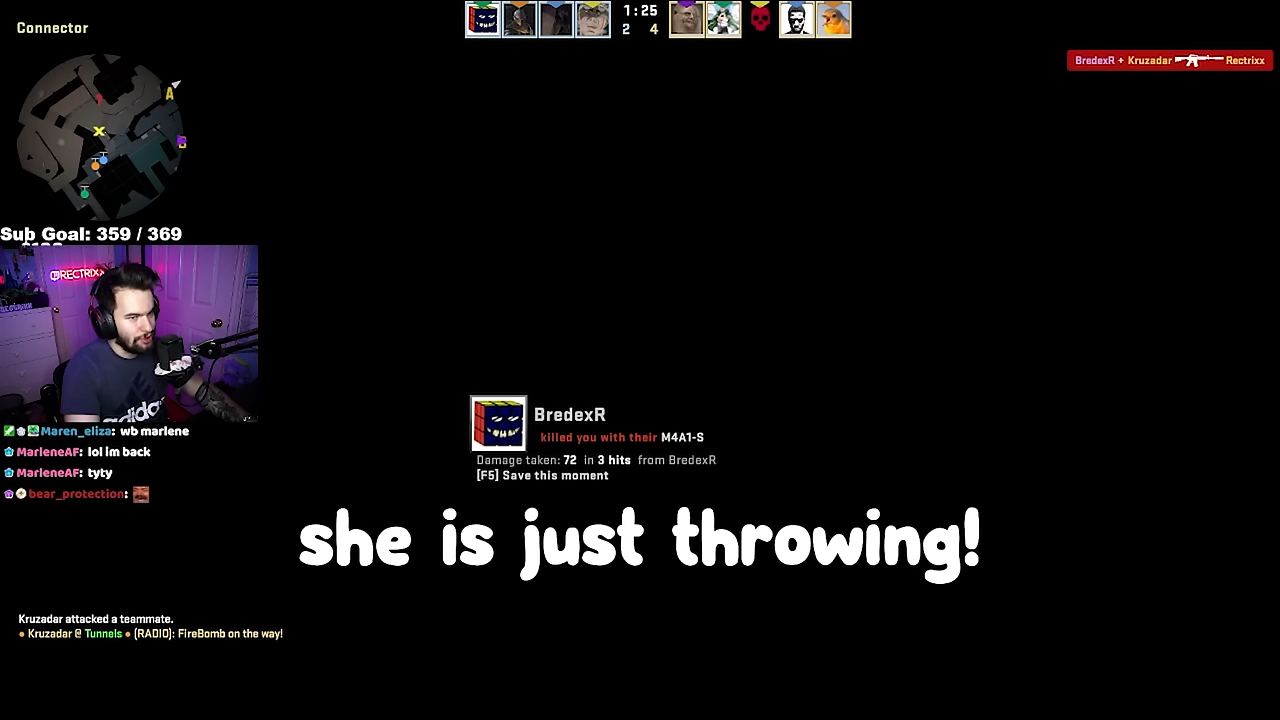 Connector
1:25
2 4
BredexR + Kruzadar Rectrixx
A
Sub Goal: 359 / 369
RECTRIXX
adidas
Maren_eliza: wb marlene
MarleneAF: lol im back
MarleneAF: tyty
bear_protection:
BredexR
killed you with their M4A1-S
Damage taken: 72 in 3 hits from BredexR
[F5] Save this moment
she is just throwing!
Kruzadar attacked a teammate.
● Kruzadar @ Tunnels ● (RADIO): FireBomb on the way!